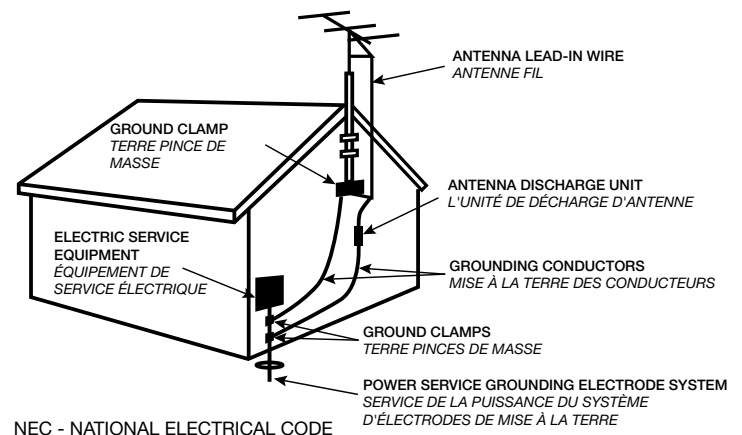 ANTENNA LEAD-IN WIRE
ANTENNE FIL
GROUND CLAMP
TERRE PINCE DE
MASSE
ANTENNA DISCHARGE UNIT
L'UNITÉ DE DÉCHARGE D'ANTENNE
ELECTRIC SERVICE
EQUIPMENT
ÉQUIPEMENT DE
SERVICE ÉLECTRIQUE
GROUNDING CONDUCTORS
MISE À LA TERRE DES CONDUCTEURS
GROUND CLAMPS
TERRE PINCES DE MASSE
POWER SERVICE GROUNDING ELECTRODE SYSTEM
SERVICE DE LA PUISSANCE DU SYSTÈME
D'ÉLECTRODES DE MISE À LA TERRE
NEC - NATIONAL ELECTRICAL CODE